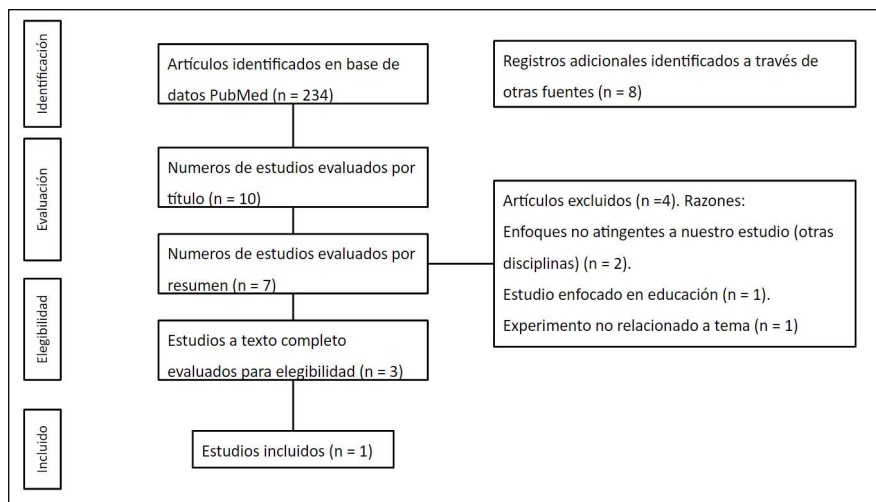 Identificación
Artículos identificados en base de
datos PubMed (n = 234)
Registros adicionales identificados a través de
otras fuentes (n = 8)
Evaluación
Numeros de estudios evaluados por
título (n = 10)
Numeros de estudios evaluados por
resumen (n = 7)
Artículos excluidos (n =4). Razones:
Enfoques no atingentes a nuestro estudio (otras
disciplinas) (n = 2).
Estudio enfocado en educación (n = 1).
Experimento no relacionado a tema (n = 1)
Elegibilidad
Estudios a texto completo
evaluados para elegibilidad (n = 3)
Incluido
Estudios incluidos (n = 1)